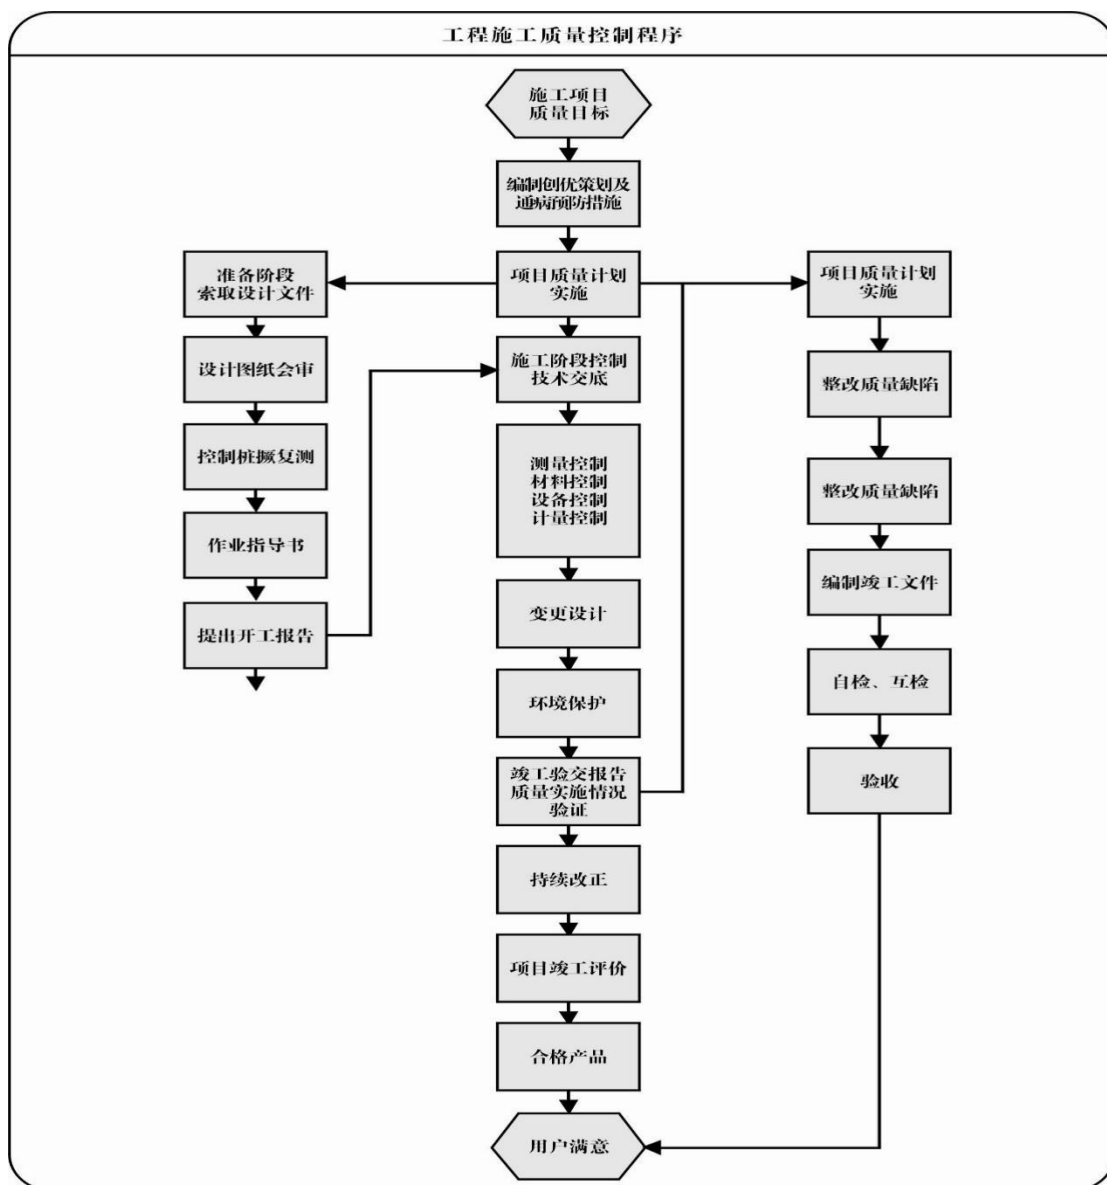 工程施工质量控制程序
施工项目
质量目标
编制创优策划及
通病预防措施
准备阶段
索取设计文件
项目质量计划
实施
项目质量计划
实施
设计图纸会审
施工阶段控制
技术交底
整改质量缺陷
控制桩撅复测
测量控制
材料控制
设备控制
计量控制
整改质量缺陷
作业指导书
编制竣工文件
提出开工报告
变更设计
自检、互检
环境保护
竣工验交报告
质量实施情况
验证
验收
持续改正
项目竣工评价
合格产品
用户满意